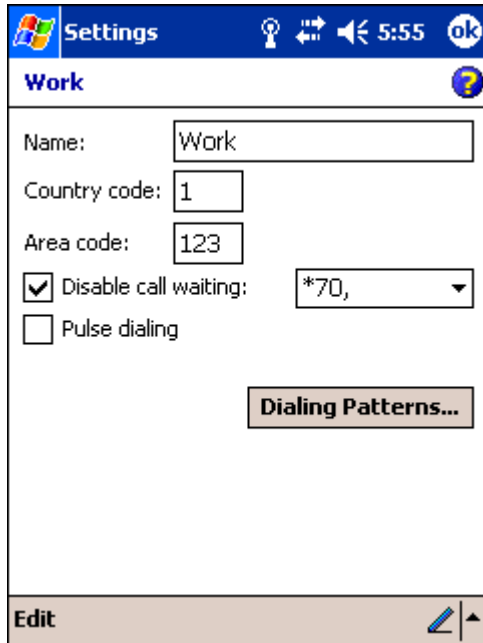 Settings 5:55 ok
Work ?
Name: Work
Country code: 1
Area code: 123
Disable call waiting: *70,
Pulse dialing
Dialing Patterns...
Edit